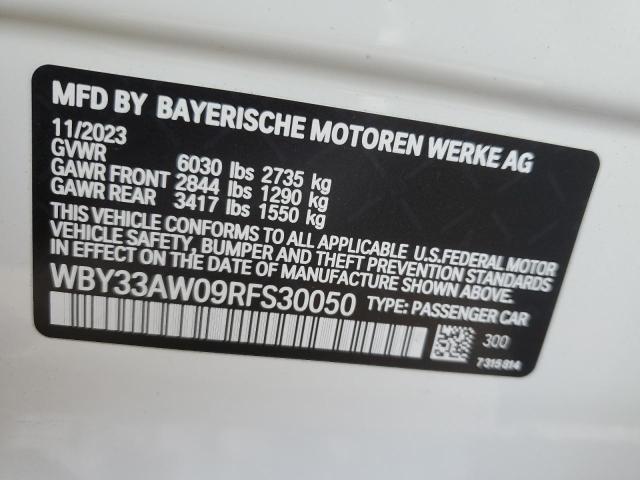 MFD BY BAYERISCHE MOTOREN WERKE AG
11/2023
GVWR 6030 lbs 2735 kg
GAWR FRONT 2844 lbs 1290 kg
GAWR REAR 3417 lbs 1550 kg
THIS VEHICLE CONFORMS TO ALL APPLICABLE U.S.FEDERAL MOTOR
VEHICLE SAFETY, BUMPER AND THEFT PREVENTION STANDARDS
IN EFFECT ON THE DATE OF MANUFACTURE SHOWN ABOVE.
WBY33AW09RFS30050 TYPE: PASSENGER CAR
300
7315814